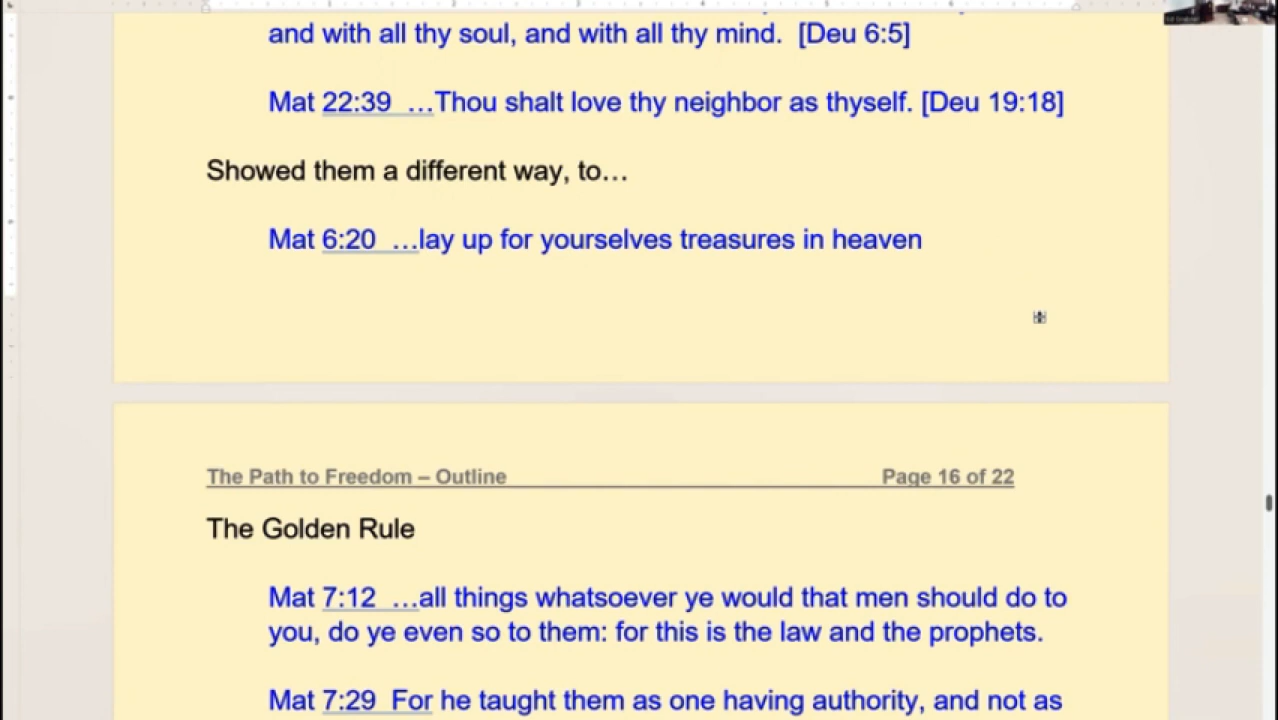 and with all thy soul, and with all thy mind.  [Deu 6:5]
Mat 22:39  …Thou shalt love thy neighbor as thyself. [Deu 19:18]
Showed them a different way, to…
Mat 6:20  …lay up for yourselves treasures in heaven
The Path to Freedom – Outline Page 16 of 22
The Golden Rule
Mat 7:12  …all things whatsoever ye would that men should do to
you, do ye even so to them: for this is the law and the prophets.
Mat 7:29  For he taught them as one having authority, and not as